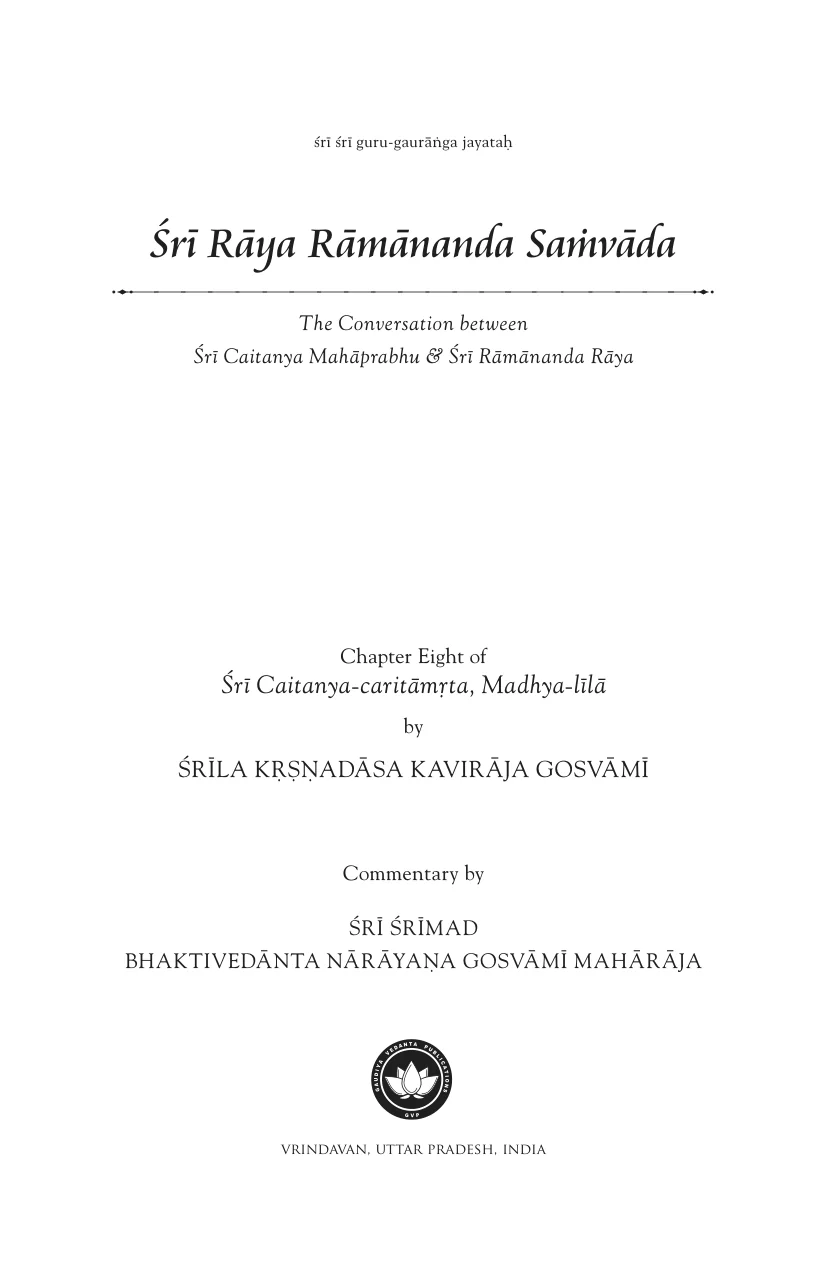 śrī śrī guru-gaurāṅga jayataḥ
Śrī Rāya Rāmānanda Saṁvāda
The Conversation between
Śrī Caitanya Mahāprabhu & Śrī Rāmānanda Rāya
Chapter Eight of
Śrī Caitanya-caritāmṛta, Madhya-līlā
by
ŚRĪLA KṚṢṆADĀSA KAVIRĀJA GOSVĀMĪ
Commentary by
ŚRĪ ŚRĪMAD
BHAKTIVEDĀNTA NĀRĀYAṆA GOSVĀMĪ MAHĀRĀJA
GAUDIYA VEDANTA PUBLICATIONS
GVP
VRINDAVAN, UTTAR PRADESH, INDIA